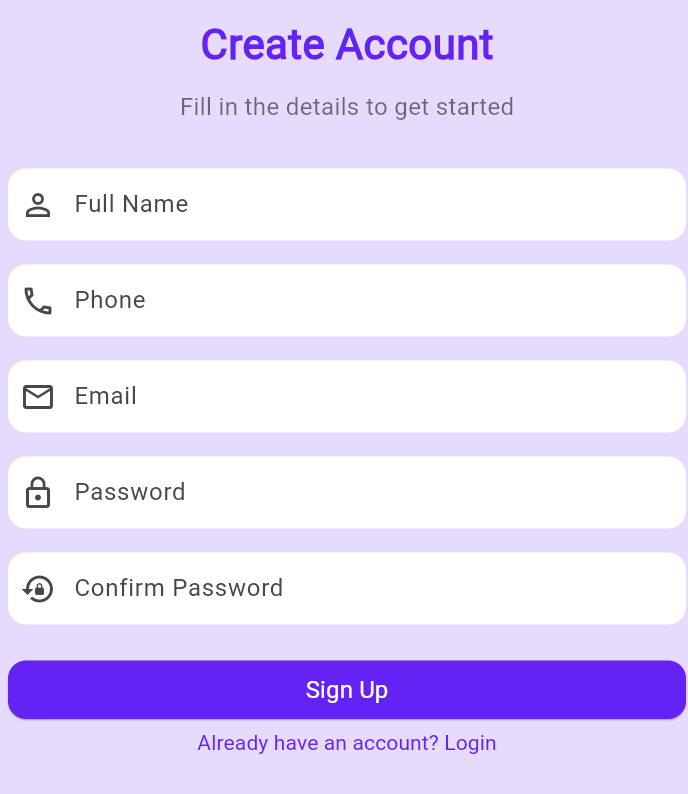 Create Account
Fill in the details to get started
Full Name
Phone
Email
Password
Confirm Password
Sign Up
Already have an account? Login